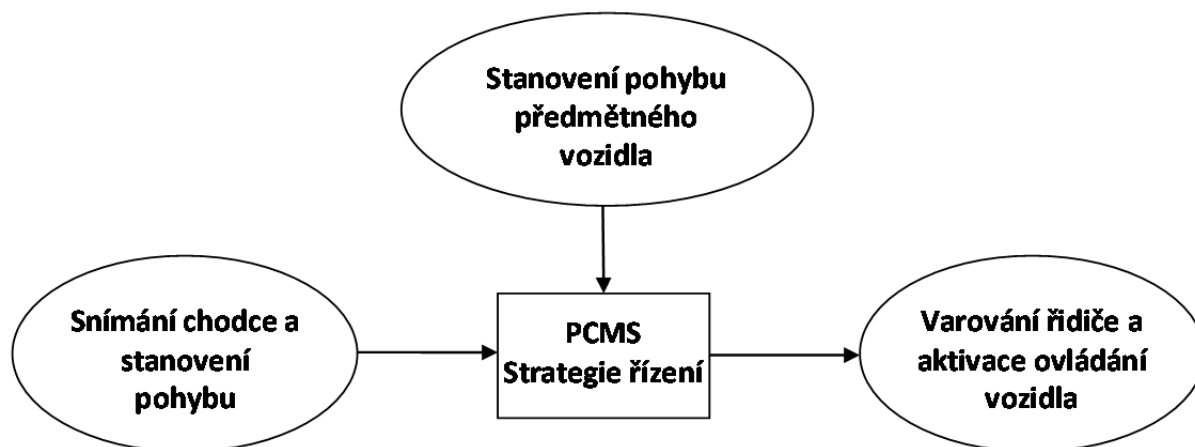 Stanovení pohybu
předmětného
vozidla
Snímání chodce a
stanovení
pohybu
PCMS
Strategie řízení
Varování řidiče a
aktivace ovládání
vozidla